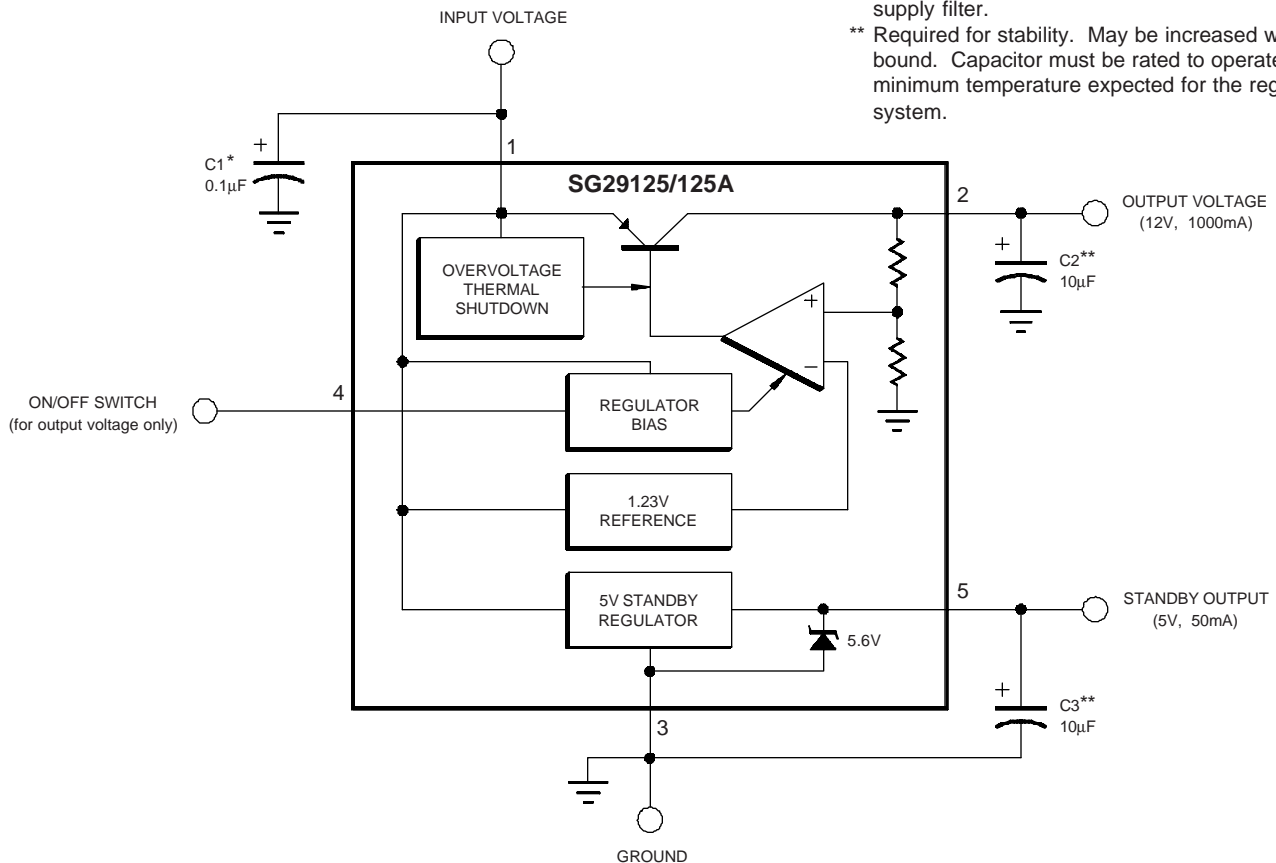 supply filter.
** Required for stability. May be increased
bound. Capacitor must be rated to operate
minimum temperature expected for the
system.
INPUT VOLTAGE
C1*
0.1µF
+
1
SG29125/125A
2
OUTPUT VOLTAGE
(12V, 1000mA)
+
C2**
10µF
OVERVOLTAGE
THERMAL
SHUTDOWN
+
−
ON/OFF SWITCH
(for output voltage only)
4
REGULATOR
BIAS
1.23V
REFERENCE
5V STANDBY
REGULATOR
5.6V
5
STANDBY OUTPUT
(5V, 50mA)
+
C3**
10µF
3
GROUND